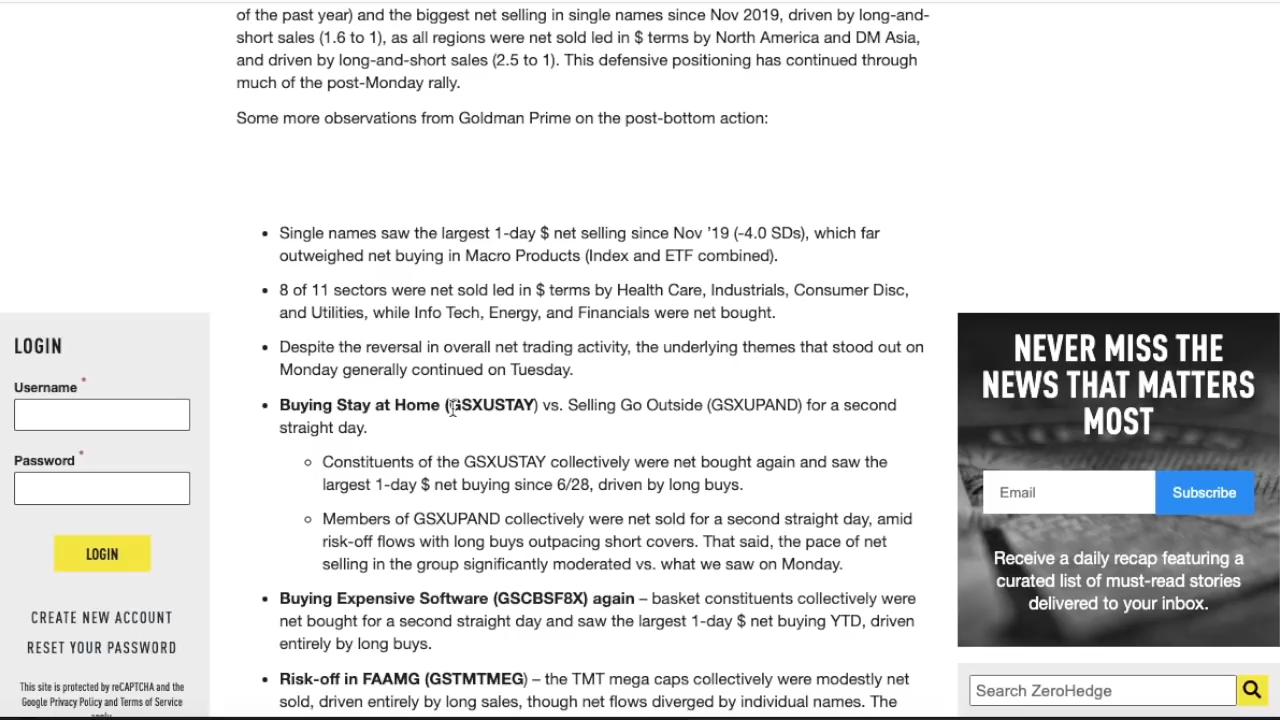 of the past year) and the biggest net selling in single names since Nov 2019, driven by long-and-
short sales (1.6 to 1), as all regions were net sold led in $ terms by North America and DM Asia,
and driven by long-and-short sales (2.5 to 1). This defensive positioning has continued through
much of the post-Monday rally.
Some more observations from Goldman Prime on the post-bottom action:
• Single names saw the largest 1-day $ net selling since Nov ’19 (-4.0 SDs), which far
outweighed net buying in Macro Products (Index and ETF combined).
• 8 of 11 sectors were net sold led in $ terms by Health Care, Industrials, Consumer Disc,
and Utilities, while Info Tech, Energy, and Financials were net bought.
• Despite the reversal in overall net trading activity, the underlying themes that stood out on
Monday generally continued on Tuesday.
• Buying Stay at Home (GSXUSTAY) vs. Selling Go Outside (GSXUPAND) for a second
straight day.
◦ Constituents of the GSXUSTAY collectively were net bought again and saw the
largest 1-day $ net buying since 6/28, driven by long buys.
◦ Members of GSXUPAND collectively were net sold for a second straight day, amid
risk-off flows with long buys outpacing short covers. That said, the pace of net
selling in the group significantly moderated vs. what we saw on Monday.
• Buying Expensive Software (GSCBSF8X) again – basket constituents collectively were
net bought for a second straight day and saw the largest 1-day $ net buying YTD, driven
entirely by long buys.
• Risk-off in FAAMG (GSTMTMEG) – the TMT mega caps collectively were modestly net
sold, driven entirely by long sales, though net flows diverged by individual names. The
LOGIN
Username *
Password *
LOGIN
CREATE NEW ACCOUNT
RESET YOUR PASSWORD
This site is protected by reCAPTCHA and the
Google Privacy Policy and Terms of Service
apply.
NEVER MISS THE
NEWS THAT MATTERS
MOST
Email
Subscribe
Receive a daily recap featuring a
curated list of must-read stories
delivered to your inbox.
Search ZeroHedge